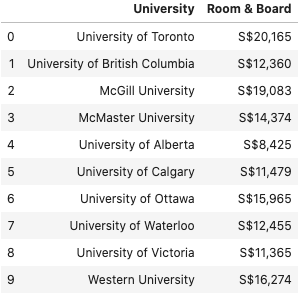 University Room & Board
0 University of Toronto S$20,165
1 University of British Columbia S$12,360
2 McGill University S$19,083
3 McMaster University S$14,374
4 University of Alberta S$8,425
5 University of Calgary S$11,479
6 University of Ottawa S$15,965
7 University of Waterloo S$12,455
8 University of Victoria S$11,365
9 Western University S$16,274